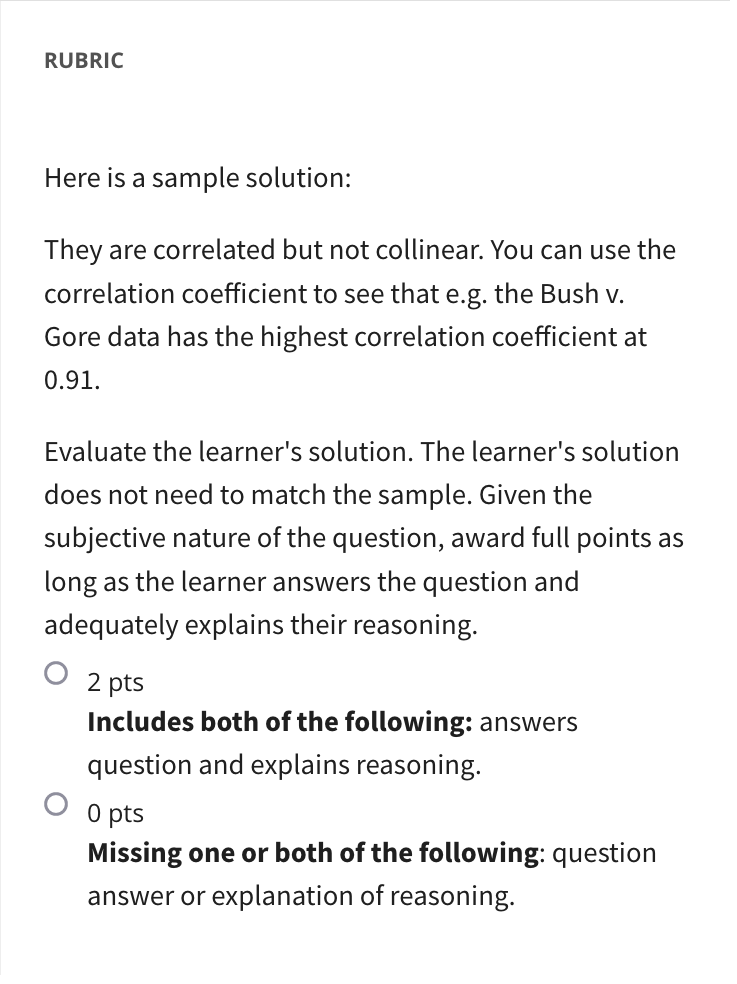 RUBRIC
Here is a sample solution:
They are correlated but not collinear. You can use the
correlation coefficient to see that e.g. the Bush v.
Gore data has the highest correlation coefficient at
0.91.
Evaluate the learner's solution. The learner's solution
does not need to match the sample. Given the
subjective nature of the question, award full points as
long as the learner answers the question and
adequately explains their reasoning.
2 pts
Includes both of the following: answers
question and explains reasoning.
0 pts
Missing one or both of the following: question
answer or explanation of reasoning.